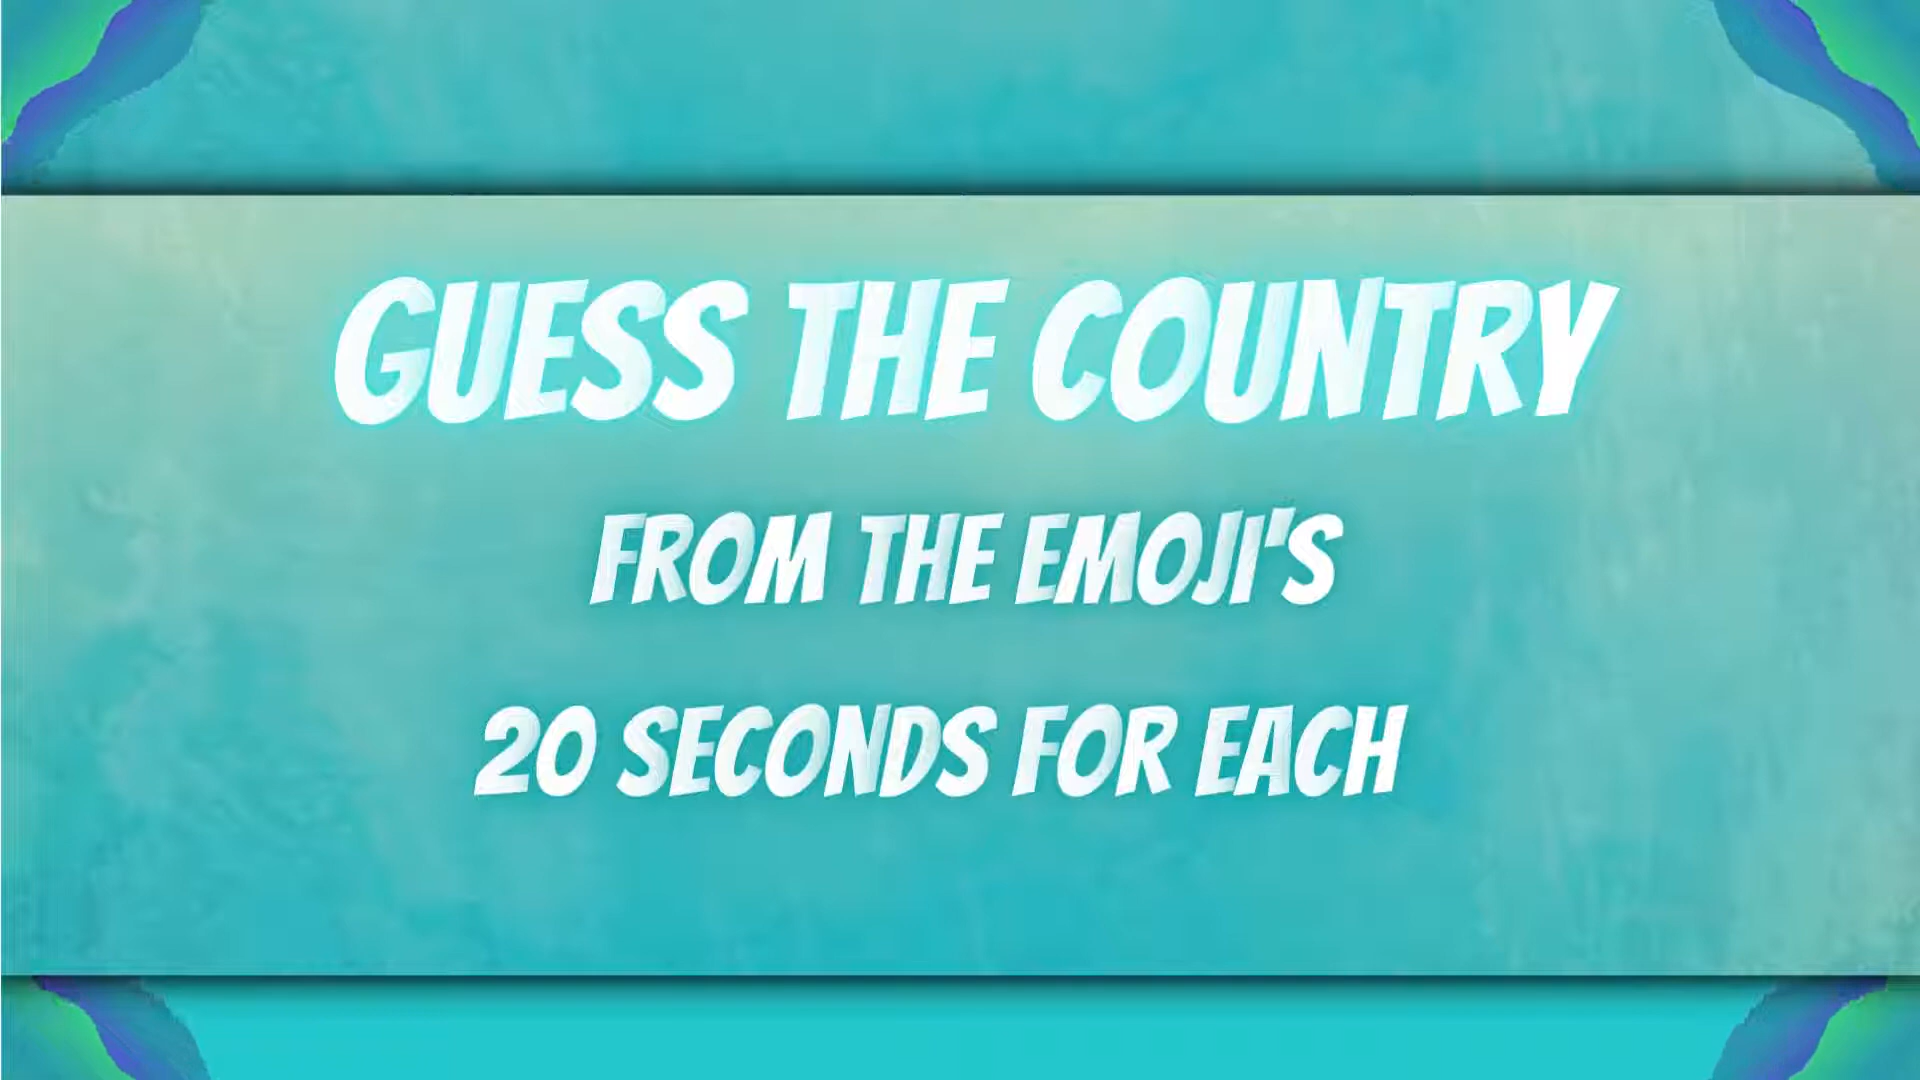 GUESS THE COUNTRY
FROM THE EMOJI'S
20 SECONDS FOR EACH